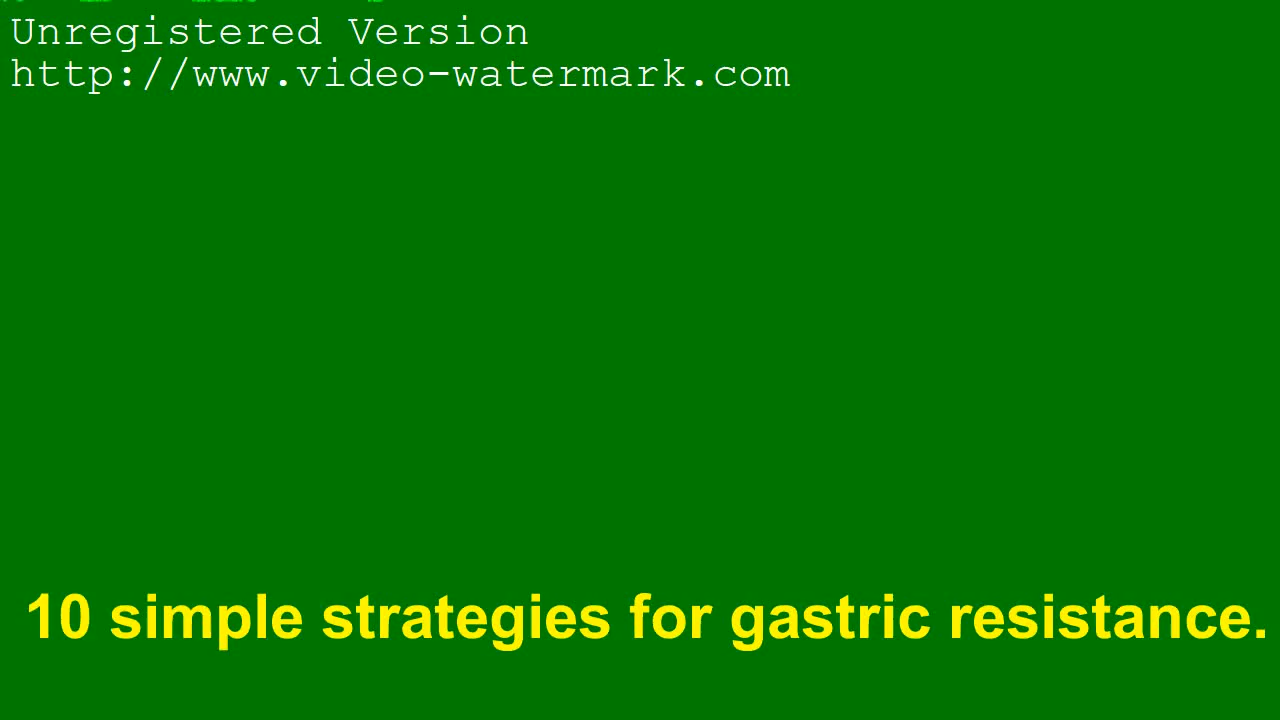 Unregistered Version
http://www.video-watermark.com
10 simple strategies for gastric resistance.